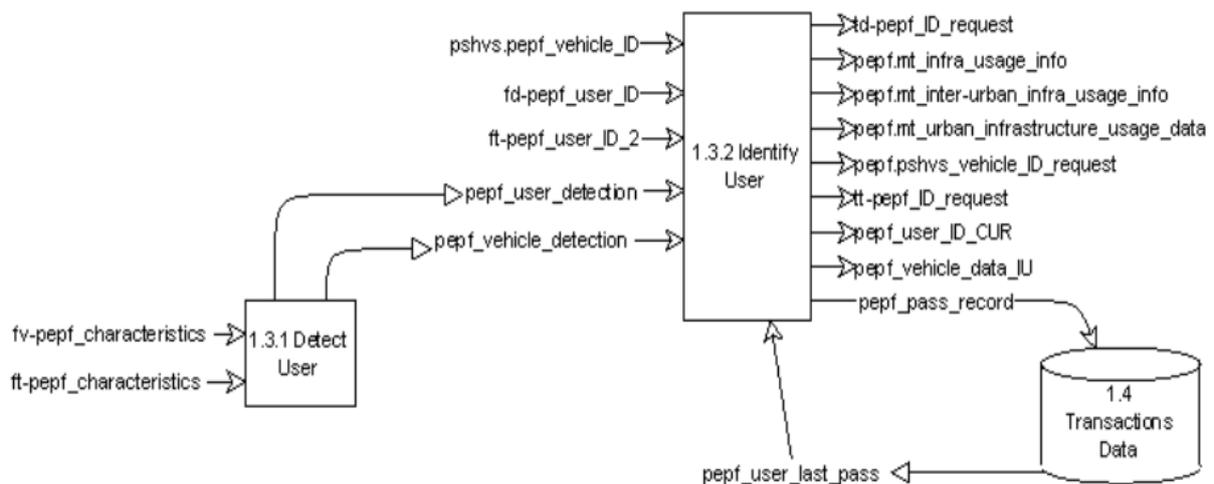 pshvs.pepf_vehicle_ID
fd-pepf_user_ID
ft-pepf_user_ID_2
pepf_user_detection
pepf_vehicle_detection
fv-pepf_characteristics
ft-pepf_characteristics
1.3.1 Detect
User
1.3.2 Identify
User
td-pepf_ID_request
pepf.mt_infra_usage_info
pepf.mt_inter-urban_infra_usage_info
pepf.mt_urban_infrastructure_usage_data
pepf.pshvs_vehicle_ID_request
tt-pepf_ID_request
pepf_user_ID_CUR
pepf_vehicle_data_IU
pepf_pass_record
1.4
Transactions
Data
pepf_user_last_pass